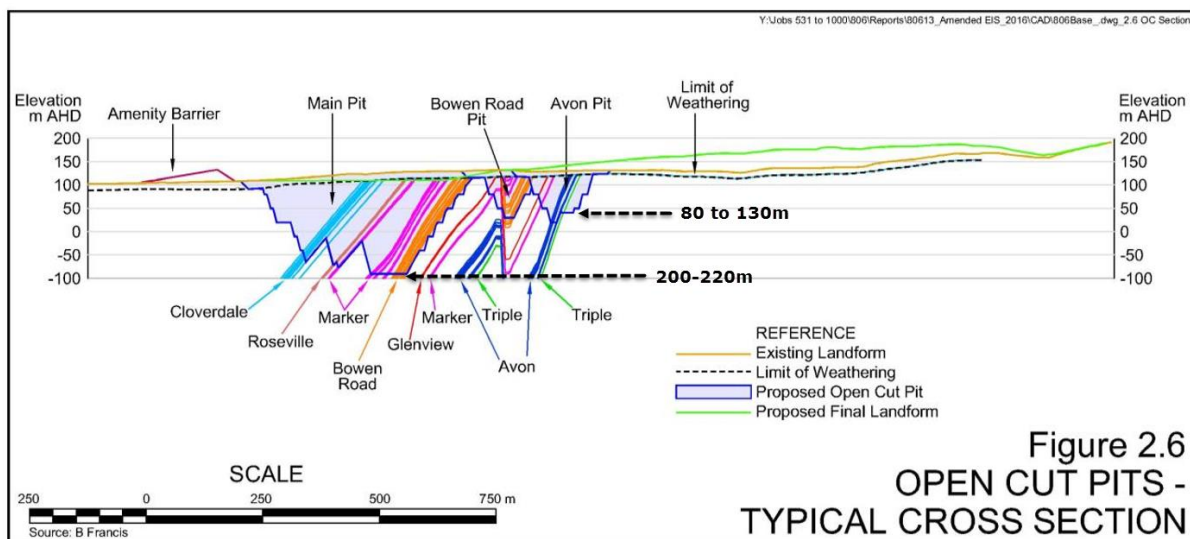 Y:\Jobs 531 to 1000\806\Reports\80613_Amended EIS_2016\CAD\806Base_.dwg_2.6 OC Section
Elevation
m AHD
Amenity Barrier
Main Pit
Bowen Road
Pit
Avon Pit
Limit of
Weathering
Elevation
m AHD
200
150
100
50
0
-50
-100
200
150
100
50
0
-50
-100
80 to 130m
200-220m
Cloverdale
Roseville
Marker
Bowen
Road
Glenview
Marker
Triple
Avon
Triple
REFERENCE
Existing Landform
Limit of Weathering
Proposed Open Cut Pit
Proposed Final Landform
SCALE
250 0 250 500 750 m
Source: B Francis
Figure 2.6
OPEN CUT PITS -
TYPICAL CROSS SECTION